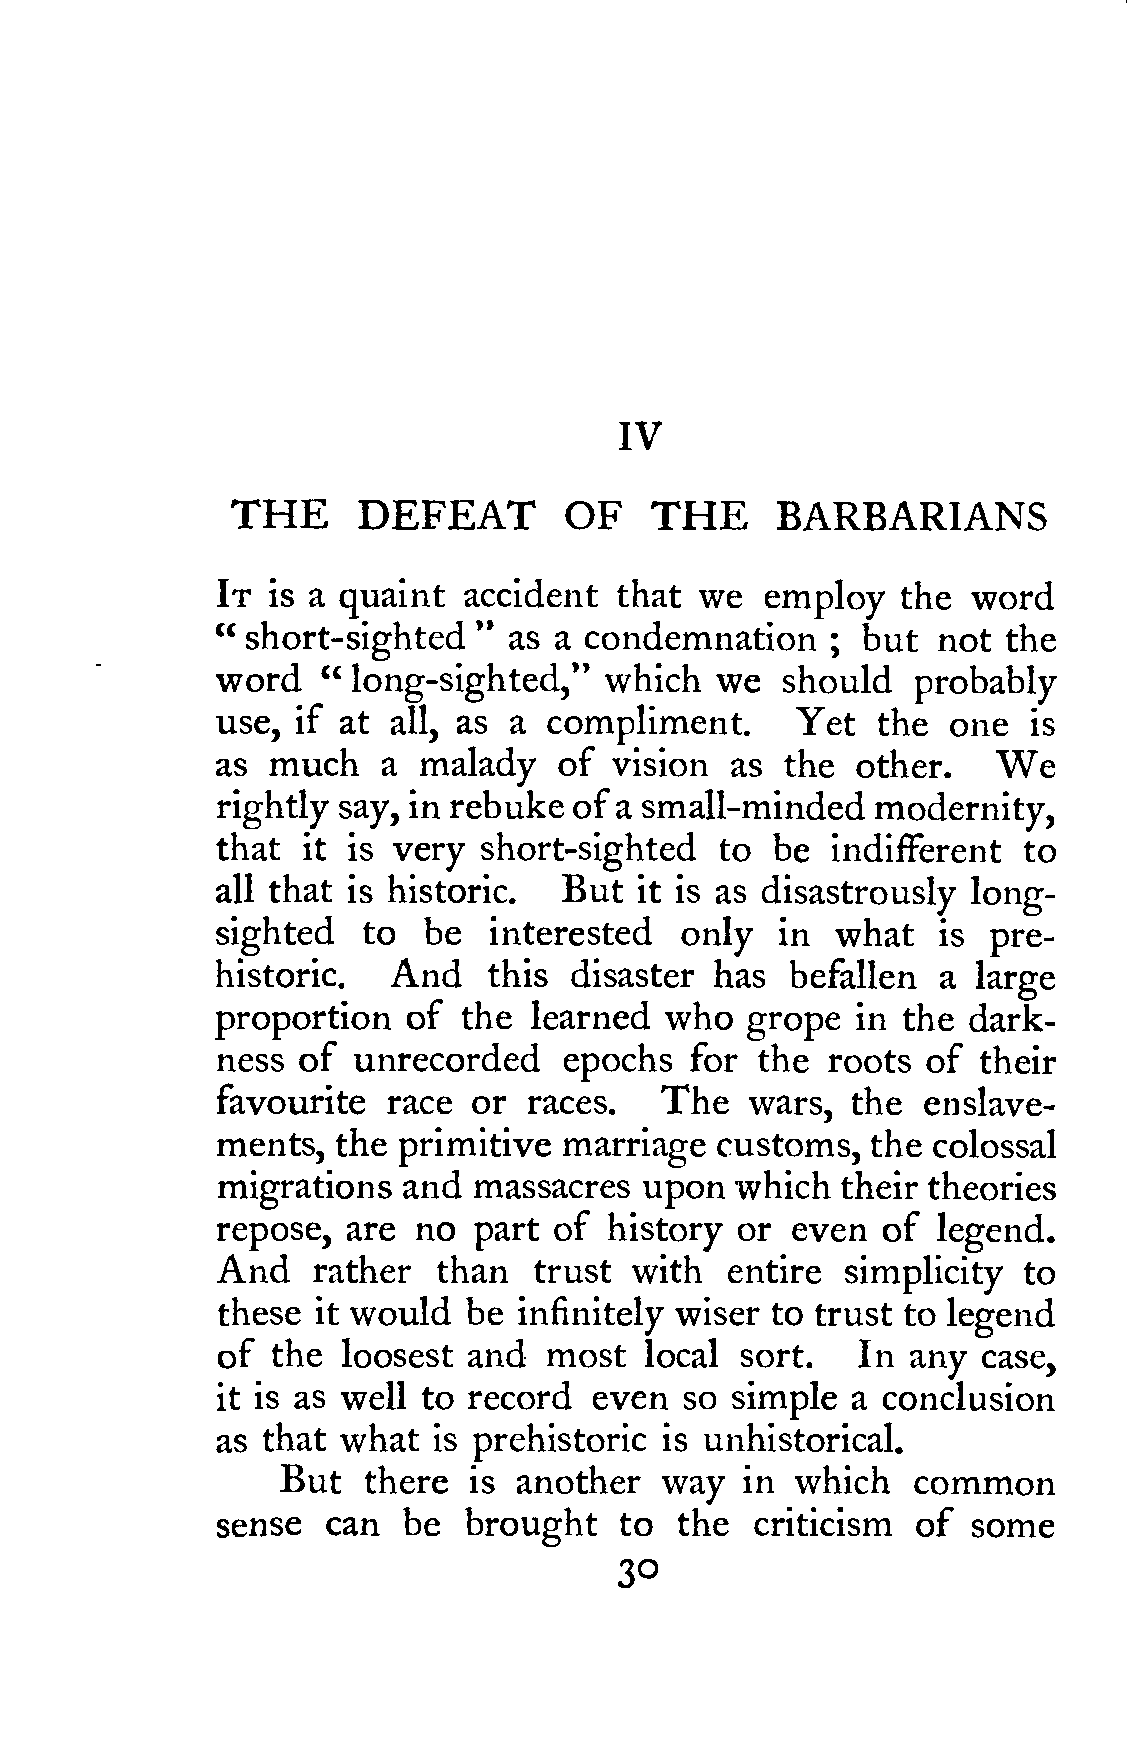 IV
THE DEFEAT OF THE BARBARIANS
IT is a quaint accident that we employ the word
“ short-sighted ” as a condemnation ; but not the
word “ long-sighted,” which we should probably
use, if at all, as a compliment. Yet the one is
as much a malady of vision as the other. We
rightly say, in rebuke of a small-minded modernity,
that it is very short-sighted to be indifferent to
all that is historic. But it is as disastrously long-
sighted to be interested only in what is pre-
historic. And this disaster has befallen a large
proportion of the learned who grope in the dark-
ness of unrecorded epochs for the roots of their
favourite race or races. The wars, the enslave-
ments, the primitive marriage customs, the colossal
migrations and massacres upon which their theories
repose, are no part of history or even of legend.
And rather than trust with entire simplicity to
these it would be infinitely wiser to trust to legend
of the loosest and most local sort. In any case,
it is as well to record even so simple a conclusion
as that what is prehistoric is unhistorical.
But there is another way in which common
sense can be brought to the criticism of some
30